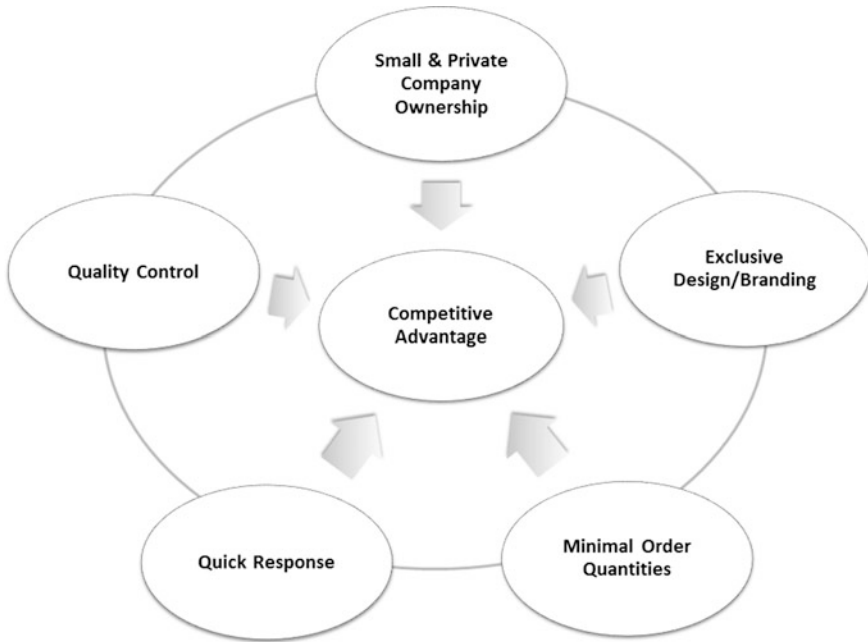 Small & Private
Company
Ownership
Quality Control
Exclusive
Design/Branding
Competitive
Advantage
Quick Response
Minimal Order
Quantities